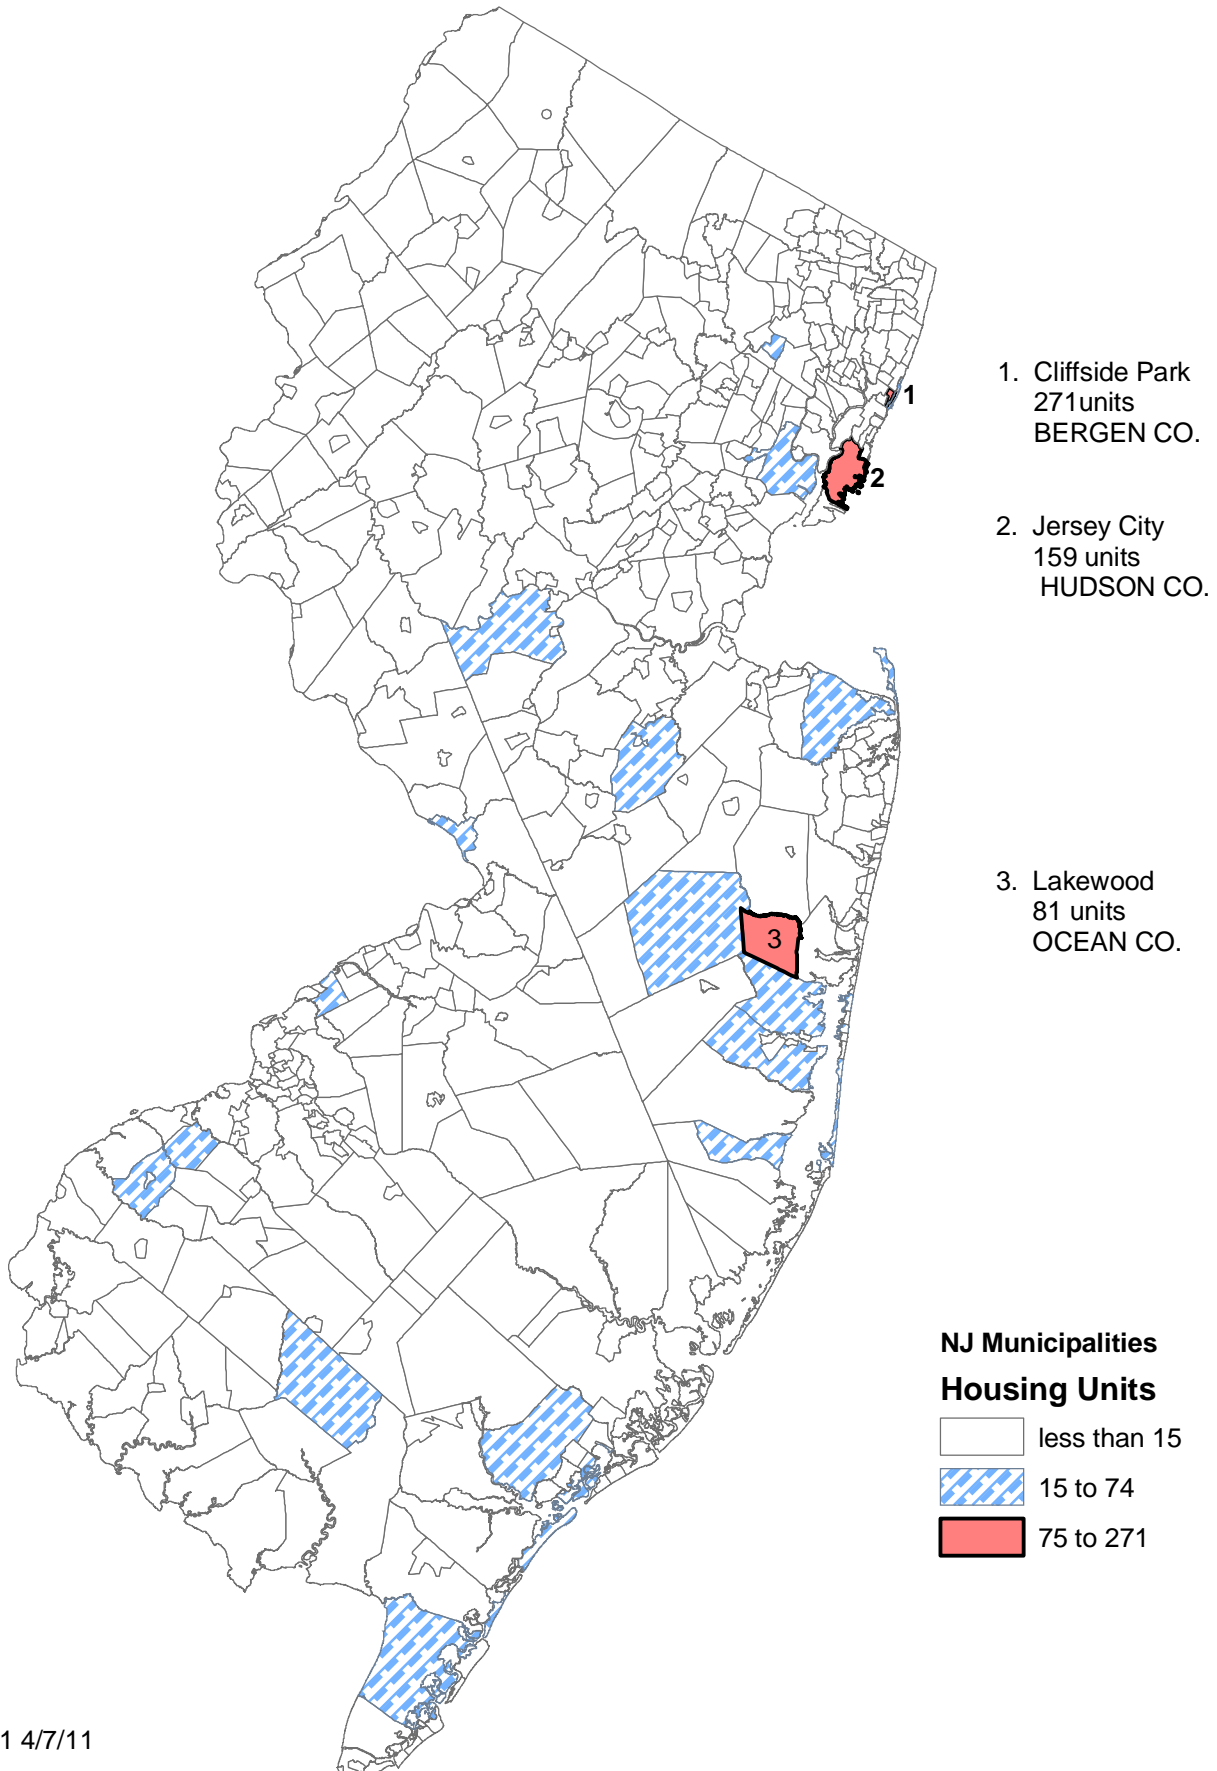 1
2
1. Cliffside Park
271units
BERGEN CO.
2. Jersey City
159 units
HUDSON CO.
3
3. Lakewood
81 units
OCEAN CO.
NJ Municipalities
Housing Units
less than 15
15 to 74
75 to 271
1 4/7/11